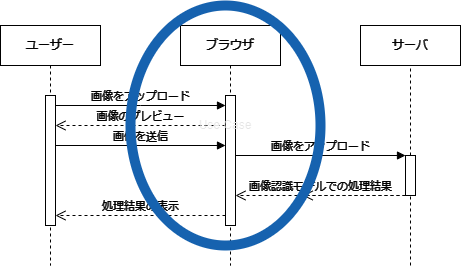 ユーザー
ブラウザ
サーバ
画像をアップロード
画像のプレビュー
画像を送信
画像をアップロード
画像認識モデルでの処理結果
処理結果の表示